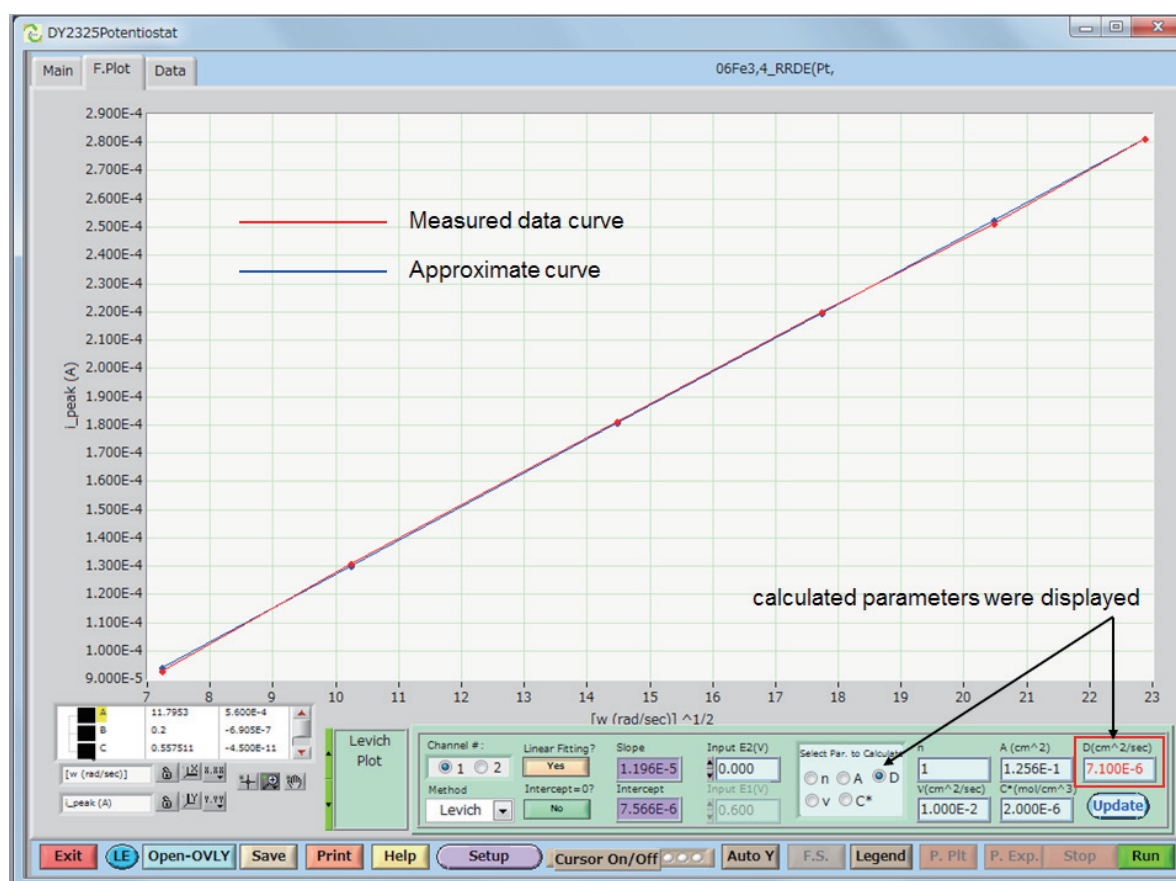 DY2325Potentiostat
Main
F.Plot
Data
06Fe3,4_RRDE(Pt,
2.900E-4
2.800E-4
2.700E-4
2.600E-4
2.500E-4
2.400E-4
2.300E-4
2.200E-4
2.100E-4
2.000E-4
1.900E-4
1.800E-4
1.700E-4
1.600E-4
1.500E-4
1.400E-4
1.300E-4
1.200E-4
1.100E-4
1.000E-4
9.000E-5
i_peak (A)
Measured data curve
Approximate curve
calculated parameters were displayed
7 8 9 10 11 12 13 14 15 16 17 18 19 20 21 22 23
[w (rad/sec)] ^1/2
A 11.7953 5.600E-4
B 0.2 -6.905E-7
C 0.557511 -4.500E-11
[w (rad/sec)]
X.XX
i_peak (A)
Y.YY
Levich
Plot
Channel # :
1 2
Method
Levich
Linear Fitting?
Yes
Intercept=0?
No
Slope
1.196E-5
Intercept
7.566E-6
Input E2(V)
0.000
Input E1(V)
0.600
Select Par. to Calculate
n A D
v C*
n
1
V(cm^2/sec)
1.000E-2
A (cm^2)
1.256E-1
C*(mol/cm^3)
2.000E-6
D(cm^2/sec)
7.100E-6
Update
Exit
LE
Open-OVLY
Save
Print
Help
Setup
Cursor On/Off
Auto Y
F.S.
Legend
P. Plt
P. Exp.
Stop
Run